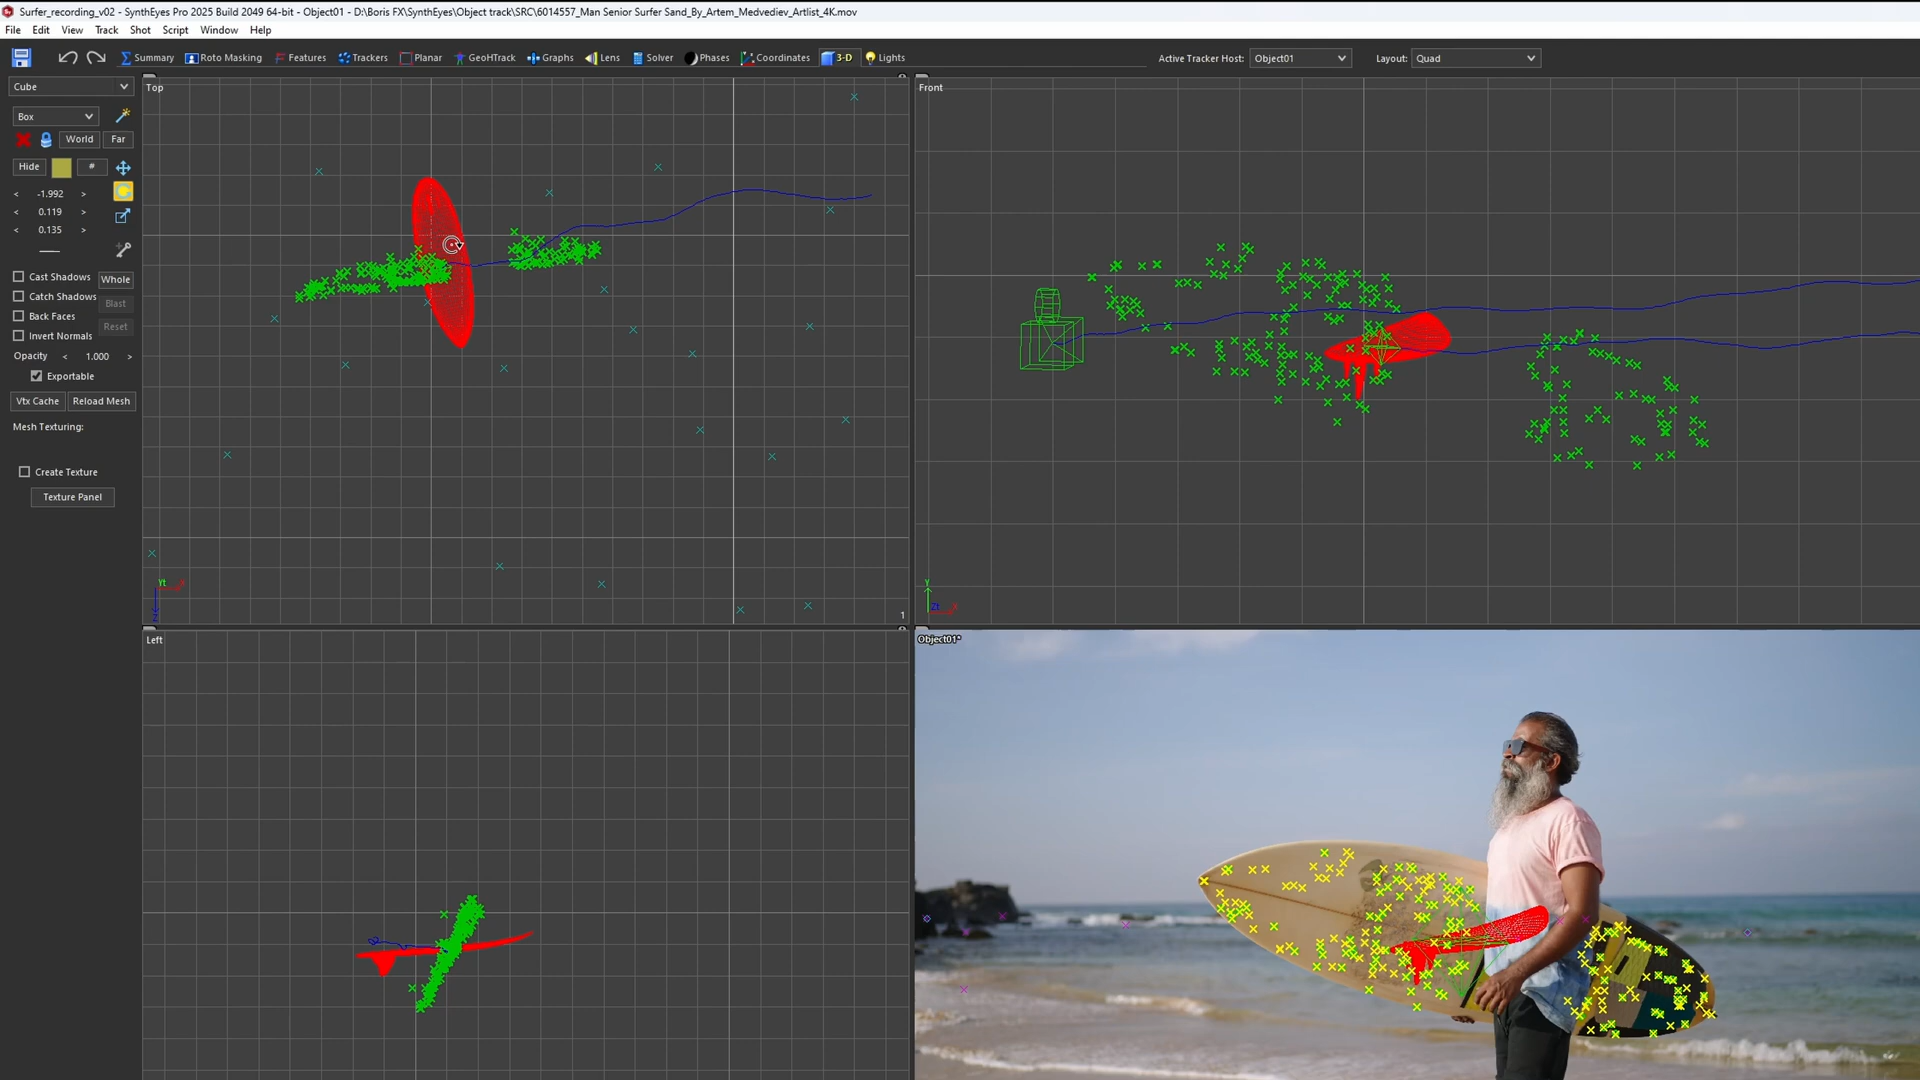 Surfer_recording_v02 - SynthEyes Pro 2025 Build 2049 64-bit - Object01 - D:\Boris FX\SynthEyes\Object track\SRC\6014557_Man Senior Surfer Sand_By_Artem_Medvediev_Artlist_4K.mov
File Edit View Track Shot Script Window Help
Summary Roto Masking Features Trackers Planar GeoHTrack Graphs Lens Solver Phases Coordinates 3-D Lights Active Tracker Host: Object01 Layout: Quad
Cube
Box
World Far
Hide #
< -1.992 >
< 0.119 >
< 0.135 >
Cast Shadows Whole
Catch Shadows Blast
Back Faces
Invert Normals Reset
Opacity < 1.000 >
Exportable
Vtx Cache Reload Mesh
Mesh Texturing:
Create Texture
Texture Panel
Top
Yt X
Z
1
Front
Y
Zt X
Left
Object01*